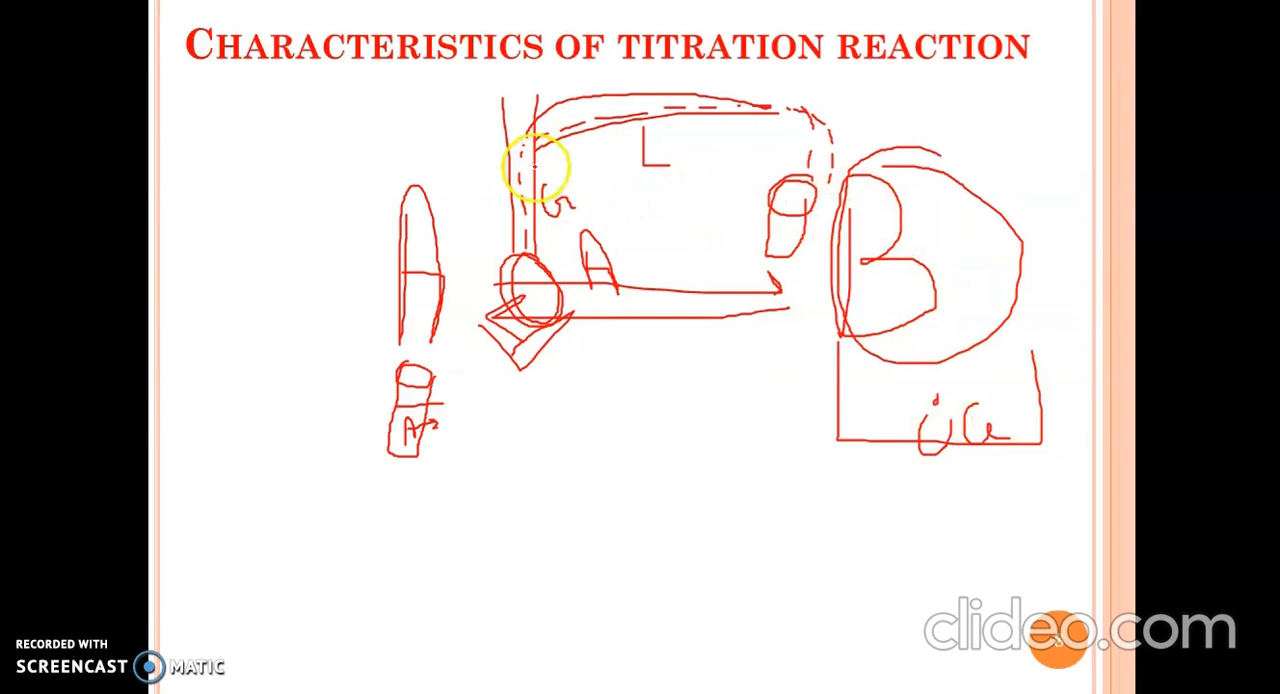 CHARACTERISTICS OF TITRATION REACTION
L
A
A
B
A
RECORDED WITH
SCREENCAST MATIC
clideo.com